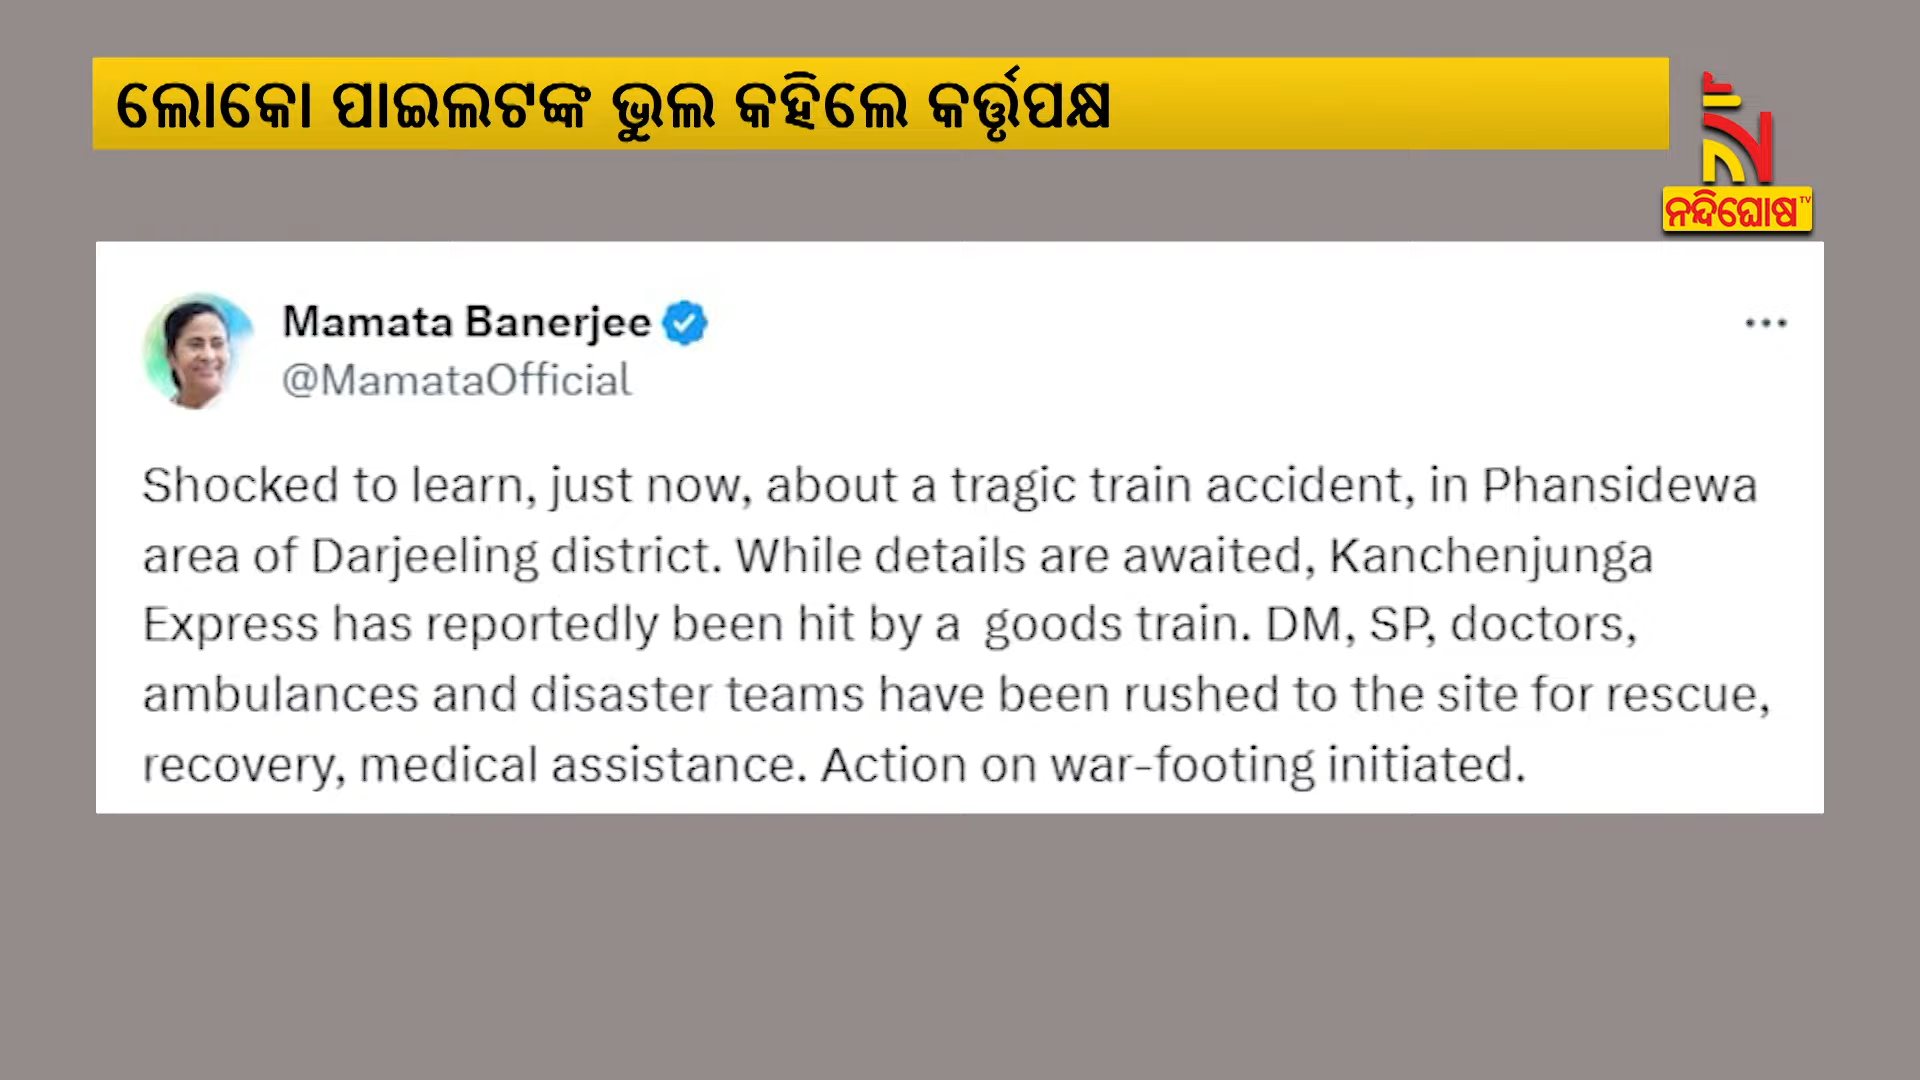 ଲୋକୋ ପାଇଲଟଙ୍କ ଭୁଲ କହିଲେ କର୍ତ୍ତୃପକ୍ଷ
ନନ୍ଦିଘୋଷ TV
Mamata Banerjee
@MamataOfficial
Shocked to learn, just now, about a tragic train accident, in Phansidewa
area of Darjeeling district. While details are awaited, Kanchenjunga
Express has reportedly been hit by a goods train. DM, SP, doctors,
ambulances and disaster teams have been rushed to the site for rescue,
recovery, medical assistance. Action on war-footing initiated.